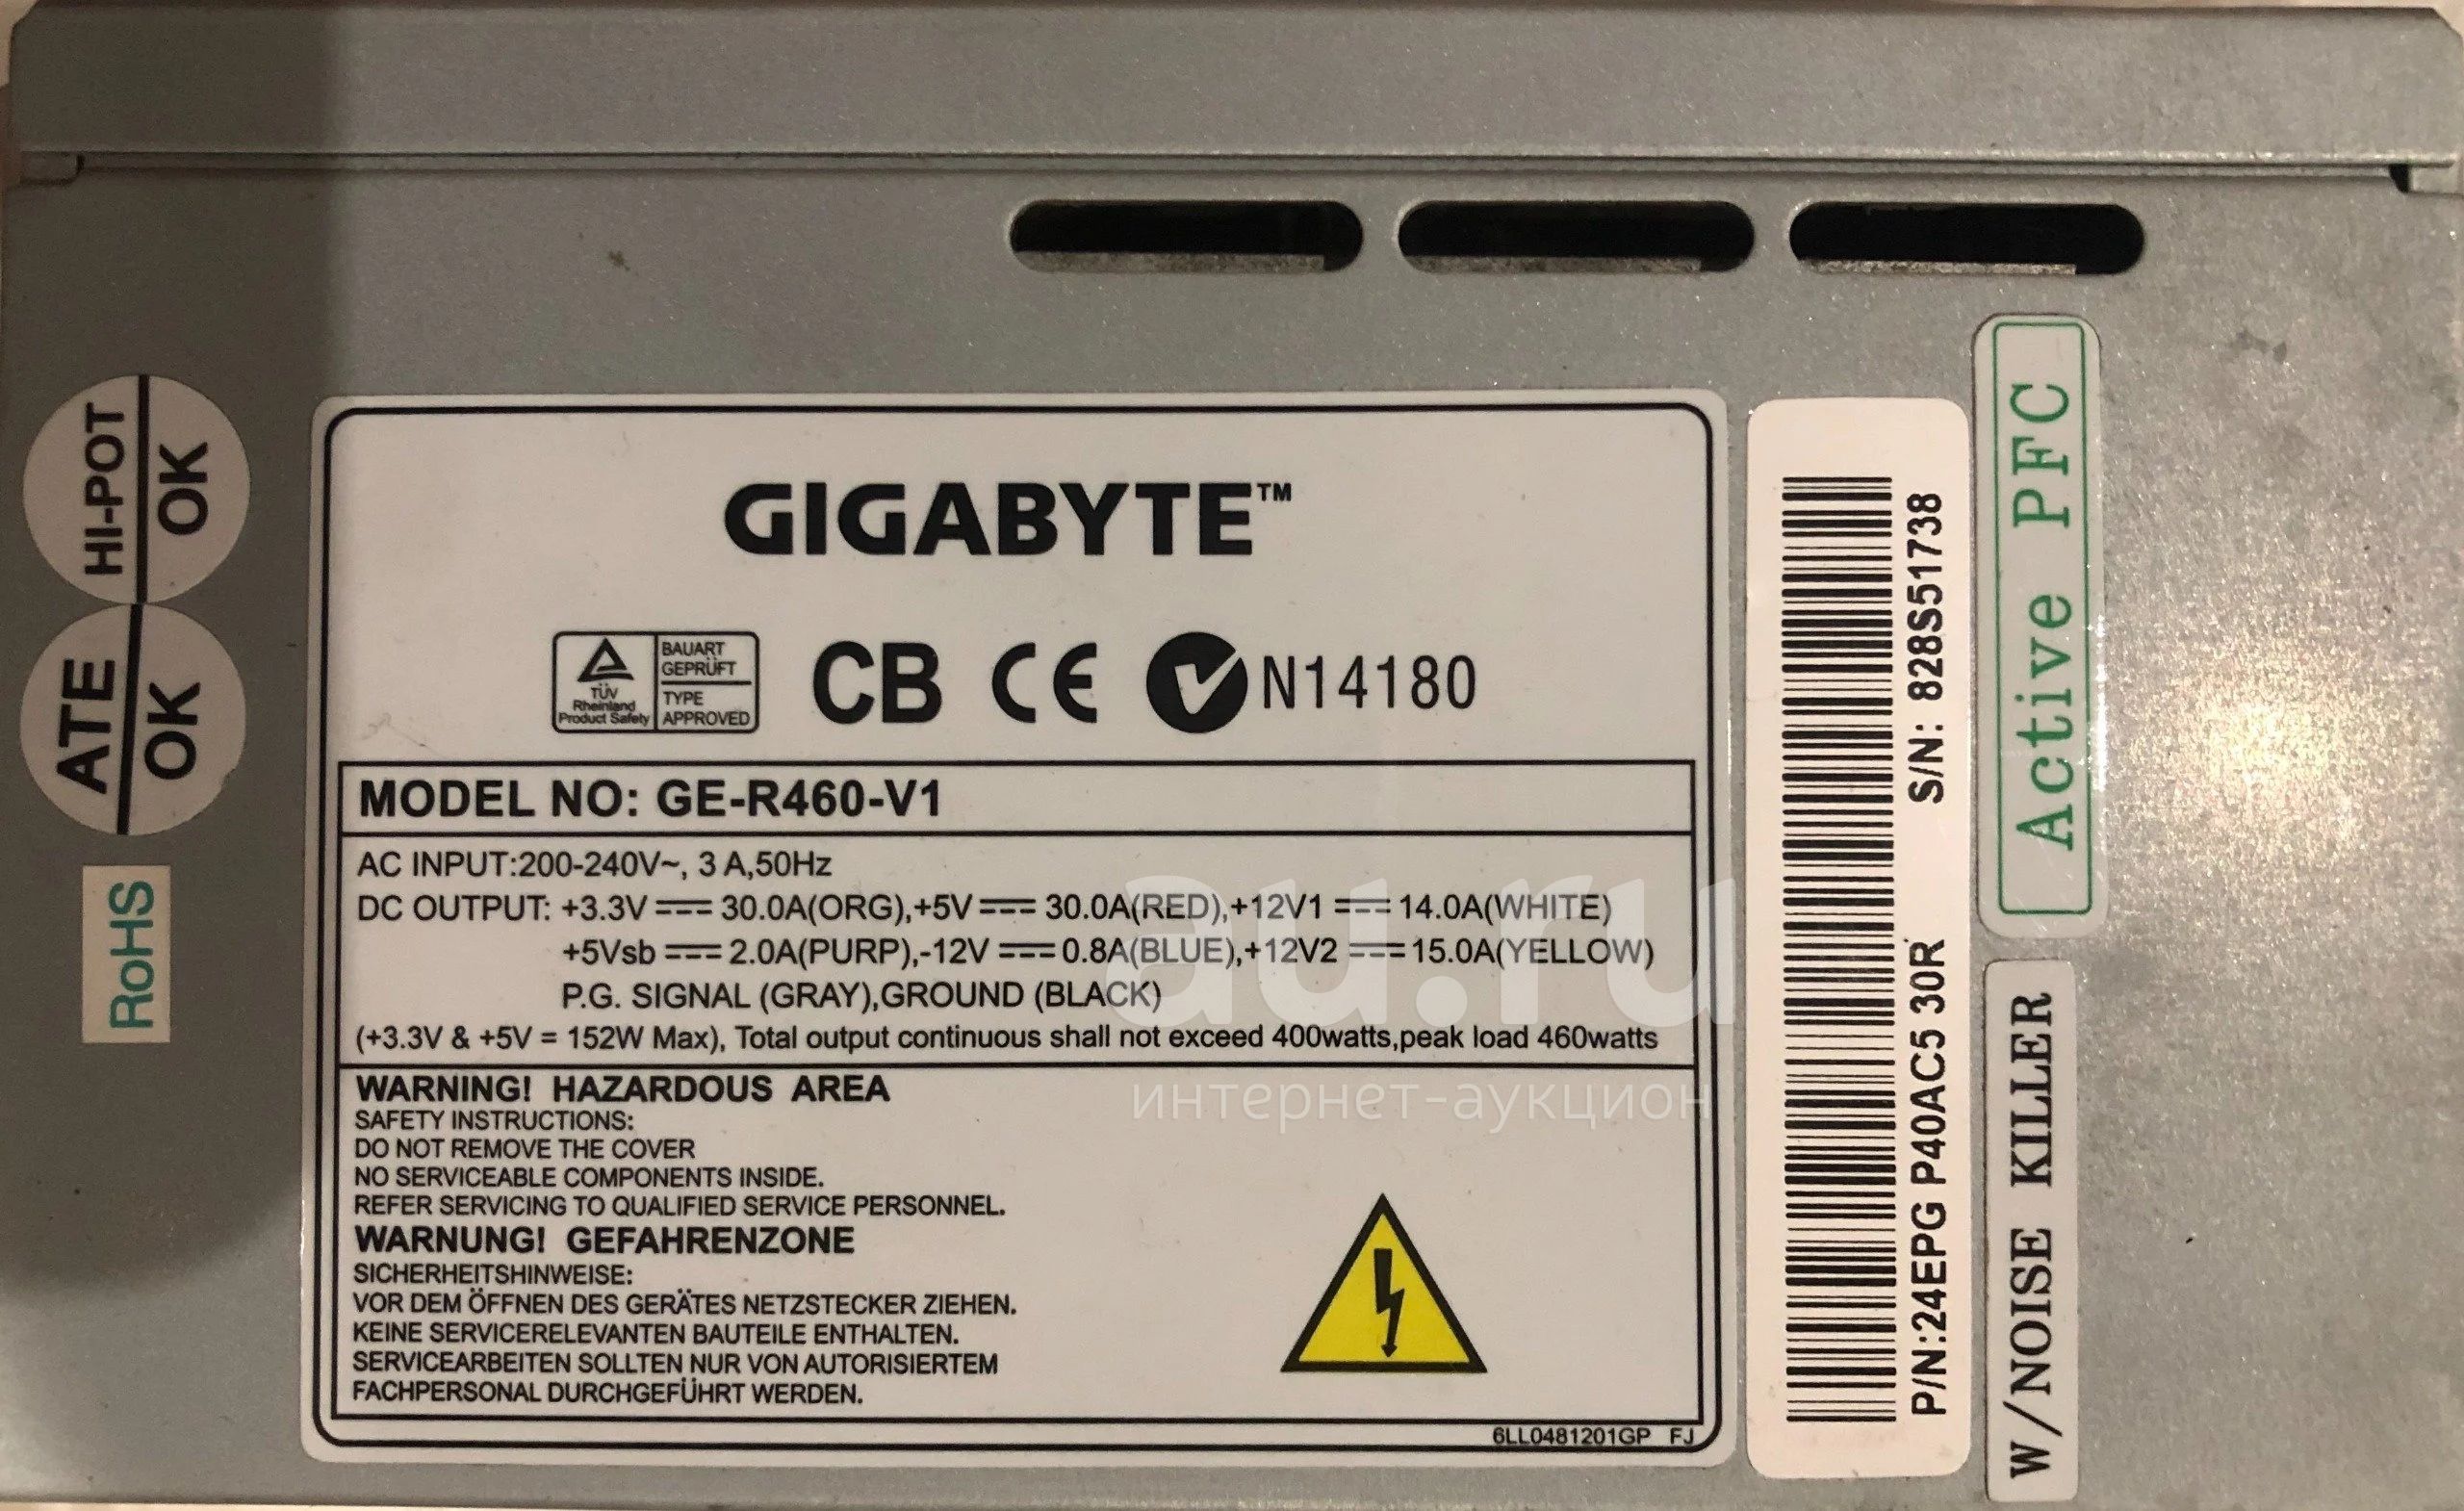 HI-POT
OK
ATE
OK
RoHS
GIGABYTE™
TÜV
Rheinland
Product Safety
BAUART
GEPRÜFT
TYPE
APPROVED
CB CE N14180
MODEL NO: GE-R460-V1
AC INPUT:200-240V~, 3 A,50Hz
DC OUTPUT: +3.3V⎓30.0A(ORG),+5V⎓30.0A(RED),+12V1⎓14.0A(WHITE)
+5Vsb⎓2.0A(PURP),-12V⎓0.8A(BLUE),+12V2⎓15.0A(YELLOW)
P.G. SIGNAL (GRAY),GROUND (BLACK)
(+3.3V & +5V = 152W Max), Total output continuous shall not exceed 400watts,peak load 460watts
WARNING! HAZARDOUS AREA
SAFETY INSTRUCTIONS:
DO NOT REMOVE THE COVER
NO SERVICEABLE COMPONENTS INSIDE.
REFER SERVICING TO QUALIFIED SERVICE PERSONNEL.
WARNUNG! GEFAHRENZONE
SICHERHEITSHINWEISE:
VOR DEM ÖFFNEN DES GERÄTES NETZSTECKER ZIEHEN.
KEINE SERVICERELEVANTEN BAUTEILE ENTHALTEN.
SERVICEARBEITEN SOLLTEN NUR VON AUTORISIERTEM
FACHPERSONAL DURCHGEFÜHRT WERDEN.
6LL0481201GP FJ
P/N:24EPG P40AC5 30R S/N: 828S51738
Active PFC
W/NOISE KILLER
au.ru
интернет-аукцион